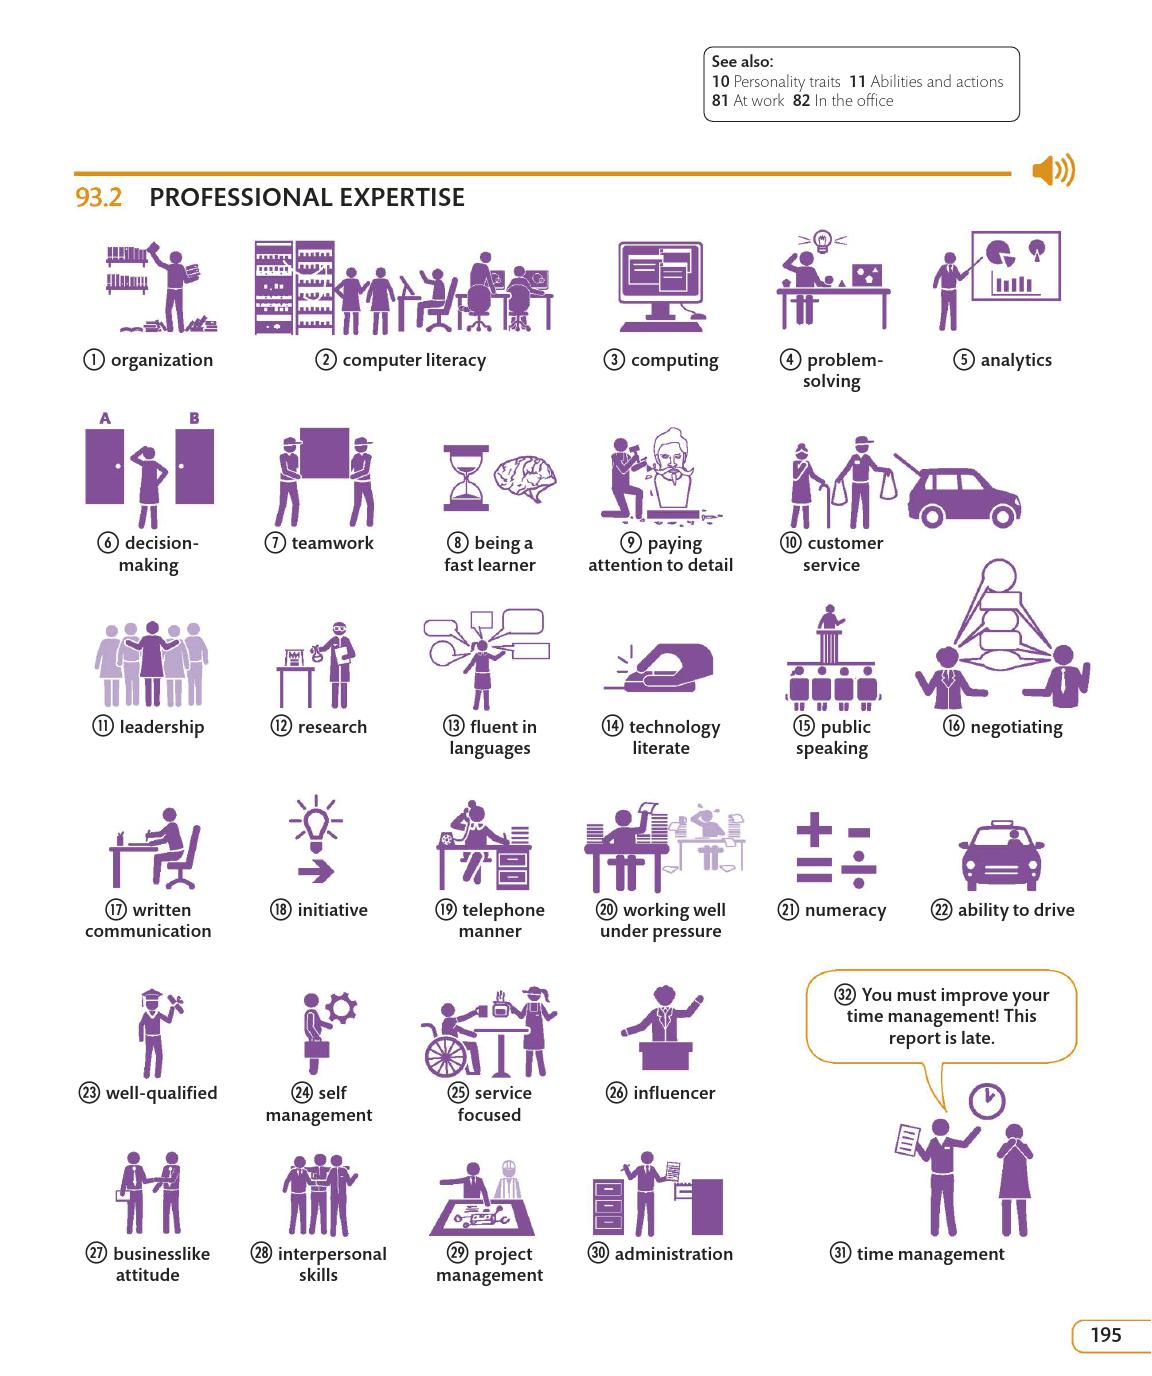 See also:
10 Personality traits 11 Abilities and actions
81 At work 82 In the office
93.2 PROFESSIONAL EXPERTISE
1 organization
2 computer literacy
3 computing
4 problem-
solving
5 analytics
A B
6 decision-
making
7 teamwork
8 being a
fast learner
9 paying
attention to detail
10 customer
service
11 leadership
12 research
13 fluent in
languages
14 technology
literate
15 public
speaking
16 negotiating
17 written
communication
18 initiative
19 telephone
manner
20 working well
under pressure
21 numeracy
22 ability to drive
23 well-qualified
24 self
management
25 service
focused
26 influencer
32 You must improve your
time management! This
report is late.
27 businesslike
attitude
28 interpersonal
skills
29 project
management
30 administration
31 time management
195